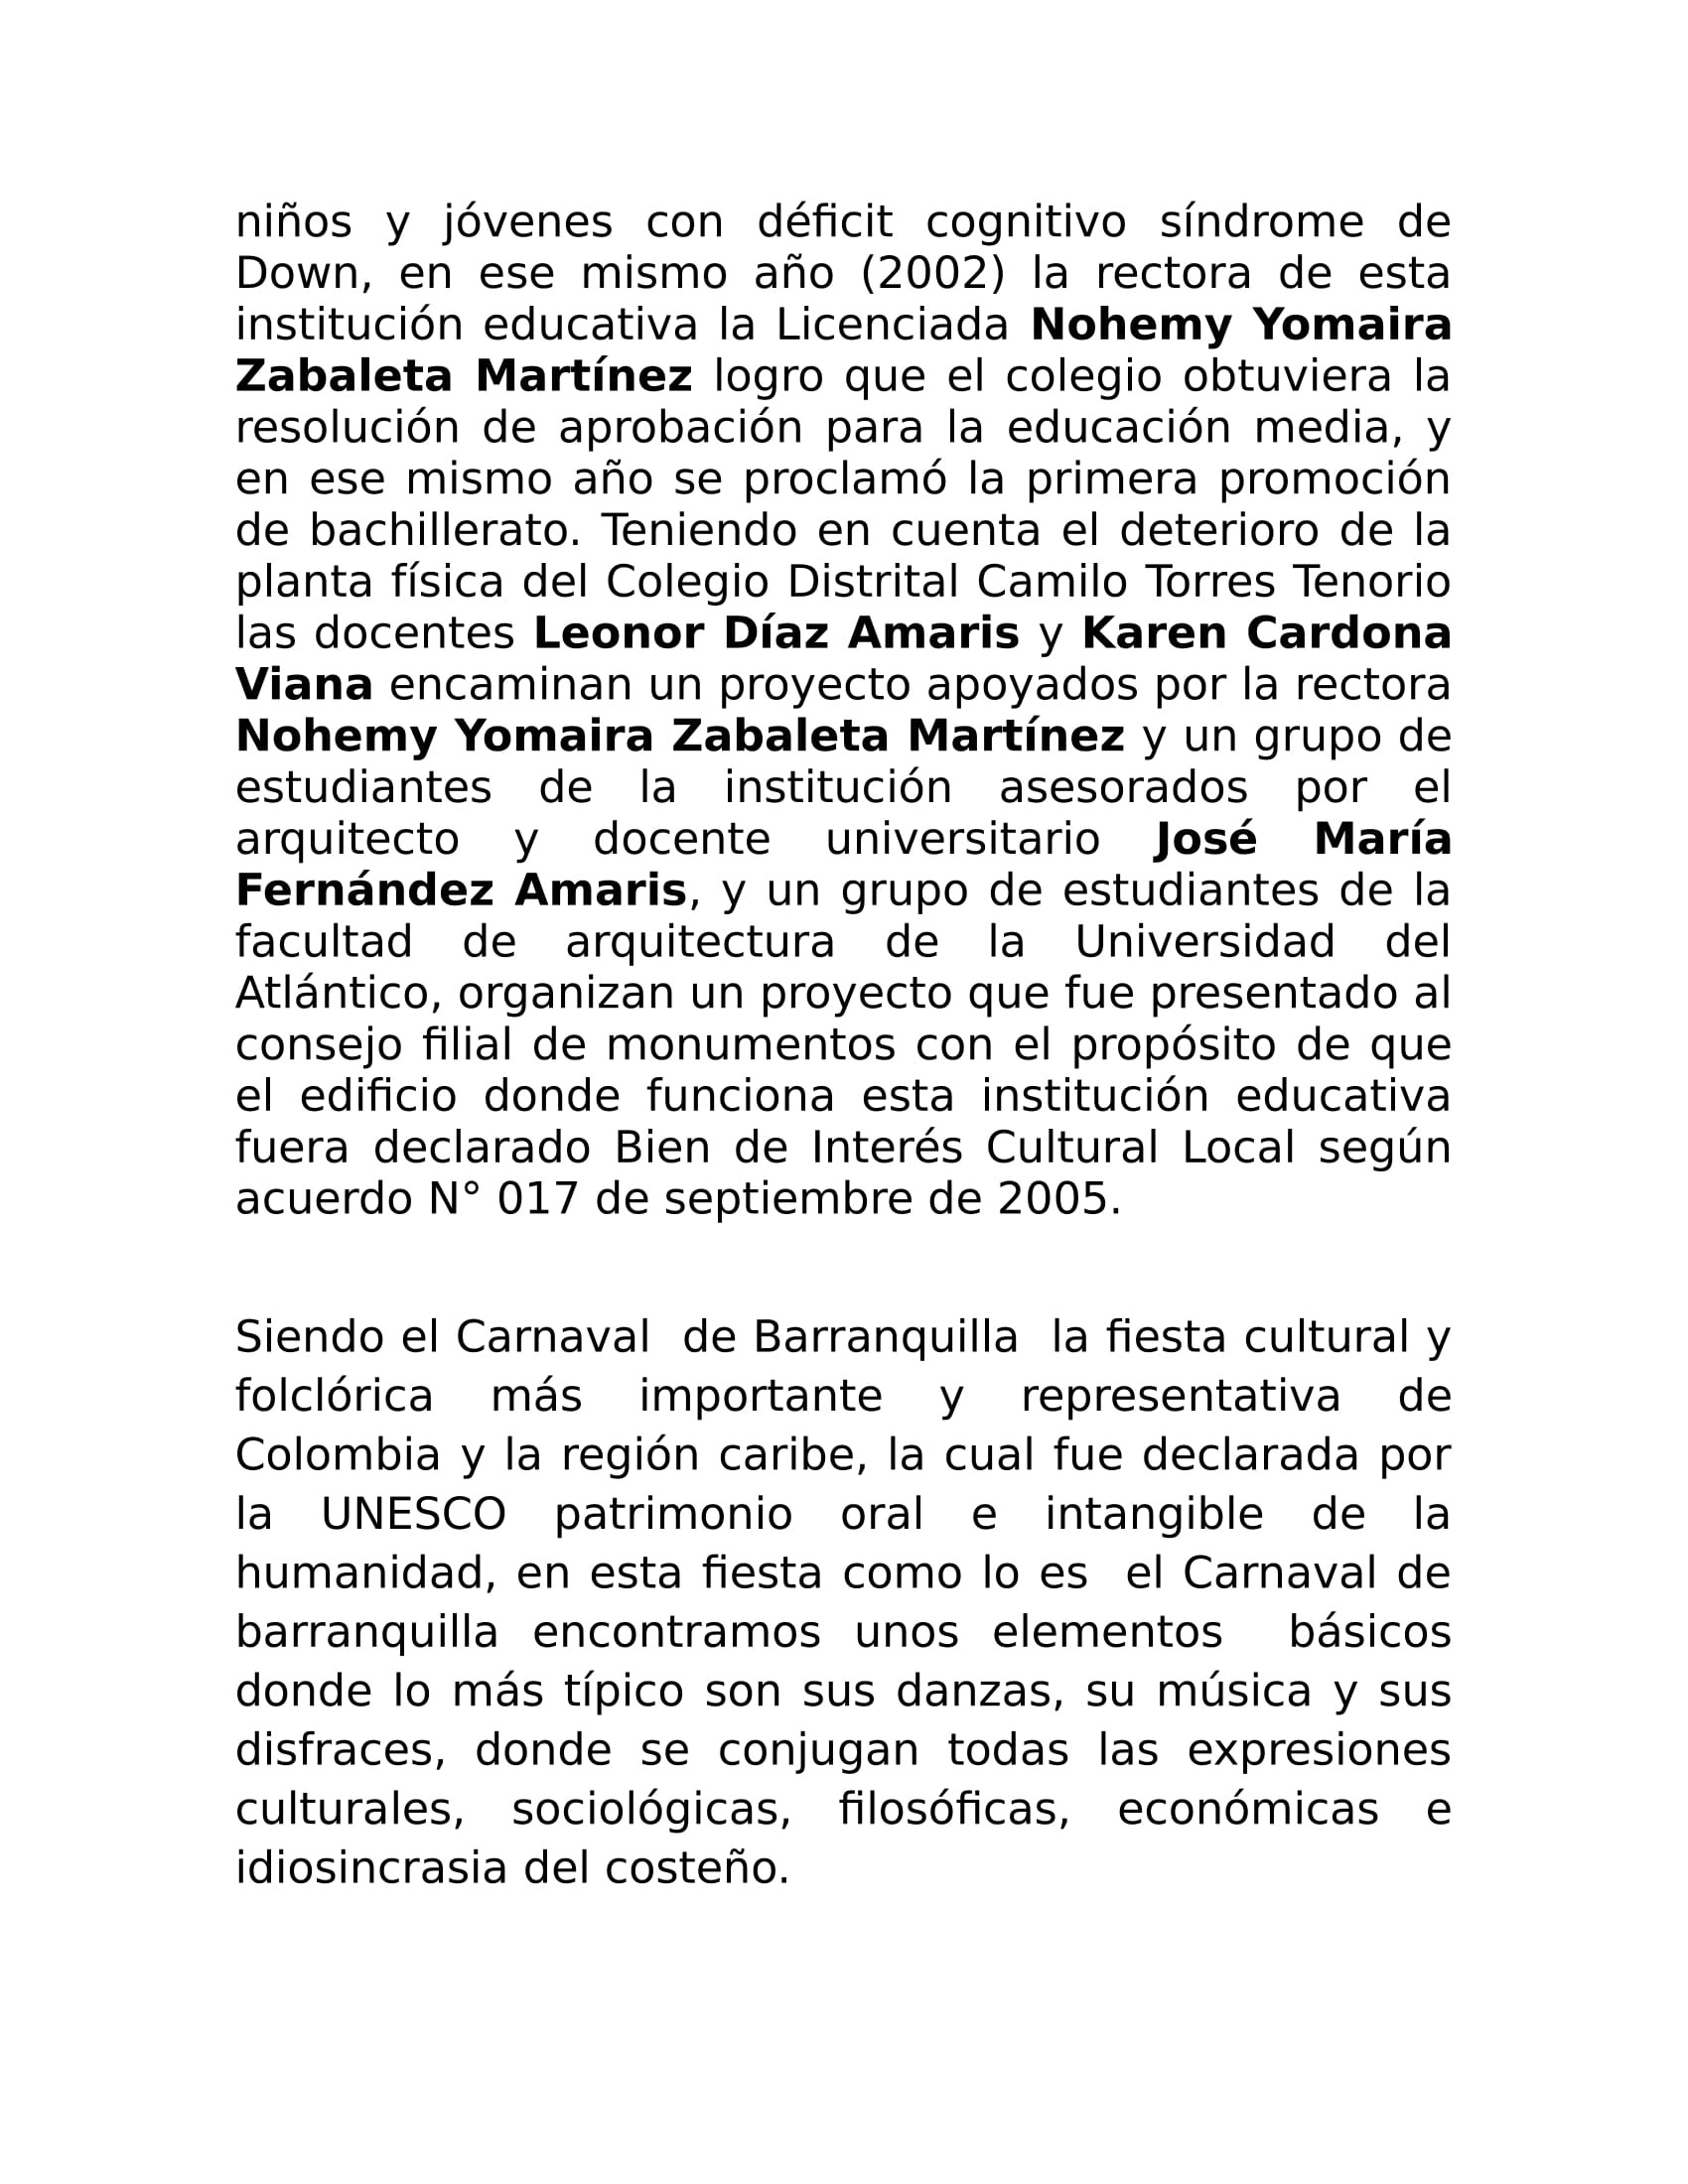 niños y jóvenes con déficit cognitivo síndrome de
Down, en ese mismo año (2002) la rectora de esta
institución educativa la Licenciada Nohemy Yomaira
Zabaleta Martínez logro que el colegio obtuviera la
resolución de aprobación para la educación media, y
en ese mismo año se proclamó la primera promoción
de bachillerato. Teniendo en cuenta el deterioro de la
planta física del Colegio Distrital Camilo Torres Tenorio
las docentes Leonor Díaz Amaris y Karen Cardona
Viana encaminan un proyecto apoyados por la rectora
Nohemy Yomaira Zabaleta Martínez y un grupo de
estudiantes de la institución asesorados por el
arquitecto y docente universitario José María
Fernández Amaris, y un grupo de estudiantes de la
facultad de arquitectura de la Universidad del
Atlántico, organizan un proyecto que fue presentado al
consejo filial de monumentos con el propósito de que
el edificio donde funciona esta institución educativa
fuera declarado Bien de Interés Cultural Local según
acuerdo N° 017 de septiembre de 2005.
Siendo el Carnaval de Barranquilla la fiesta cultural y
folclórica más importante y representativa de
Colombia y la región caribe, la cual fue declarada por
la UNESCO patrimonio oral e intangible de la
humanidad, en esta fiesta como lo es el Carnaval de
barranquilla encontramos unos elementos básicos
donde lo más típico son sus danzas, su música y sus
disfraces, donde se conjugan todas las expresiones
culturales, sociológicas, filosóficas, económicas e
idiosincrasia del costeño.